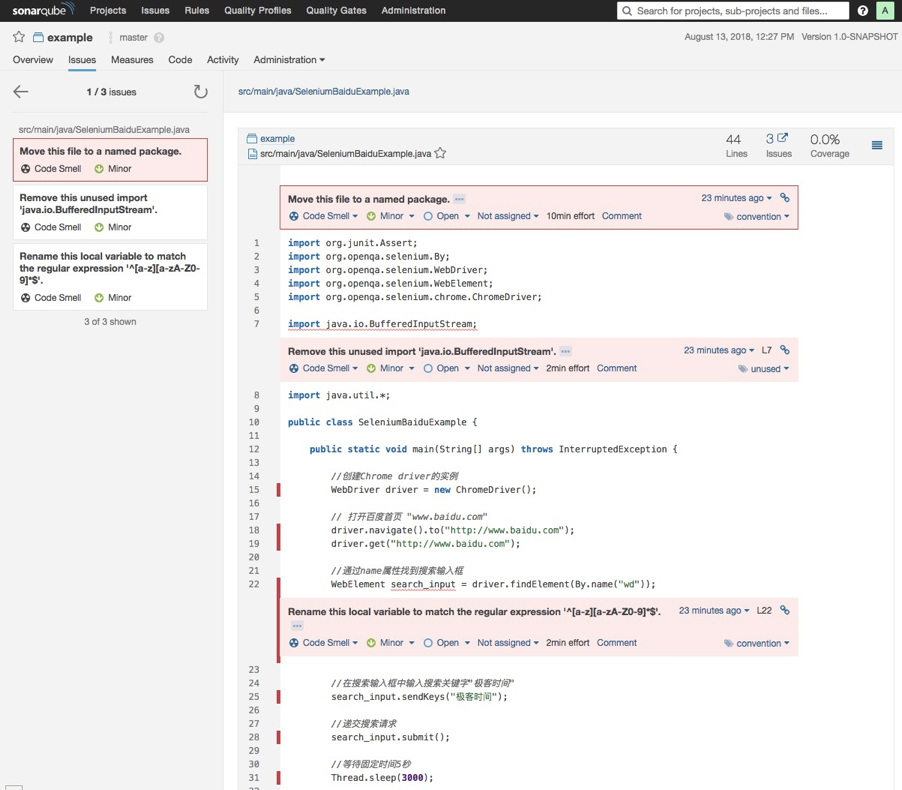 sonarqube Projects Issues Rules Quality Profiles Quality Gates Administration Search for projects, sub-projects and files... A
example master August 13, 2018, 12:27 PM Version 1.0-SNAPSHOT
Overview Issues Measures Code Activity Administration
1 / 3 issues
src/main/java/SeleniumBaiduExample.java
Move this file to a named package.
Code Smell Minor
Remove this unused import
'java.io.BufferedInputStream'.
Code Smell Minor
Rename this local variable to match
the regular expression '^[a-z][a-zA-Z0-
9]*$'.
Code Smell Minor
3 of 3 shown
src/main/java/SeleniumBaiduExample.java
example
src/main/java/SeleniumBaiduExample.java
44 3 0.0%
Lines Issues Coverage
Move this file to a named package. ... 23 minutes ago
Code Smell Minor Open Not assigned 10min effort Comment convention
1 import org.junit.Assert;
2 import org.openqa.selenium.By;
3 import org.openqa.selenium.WebDriver;
4 import org.openqa.selenium.WebElement;
5 import org.openqa.selenium.chrome.ChromeDriver;
6
7 import java.io.BufferedInputStream;
Remove this unused import 'java.io.BufferedInputStream'. ... 23 minutes ago L7
Code Smell Minor Open Not assigned 2min effort Comment unused
8 import java.util.*;
9
10 public class SeleniumBaiduExample {
11
12 public static void main(String[] args) throws InterruptedException {
13
14 //创建Chrome driver的实例
15 WebDriver driver = new ChromeDriver();
16
17 // 打开百度首页 "www.baidu.com"
18 driver.navigate().to("http://www.baidu.com");
19 driver.get("http://www.baidu.com");
20
21 //通过name属性找到搜索输入框
22 WebElement search_input = driver.findElement(By.name("wd"));
Rename this local variable to match the regular expression '^[a-z][a-zA-Z0-9]*$'. 23 minutes ago L22
...
Code Smell Minor Open Not assigned 2min effort Comment convention
23
24 //在搜索输入框中输入搜索关键字"极客时间"
25 search_input.sendKeys("极客时间");
26
27 //递交搜索请求
28 search_input.submit();
29
30 //等待固定时间5秒
31 Thread.sleep(3000);